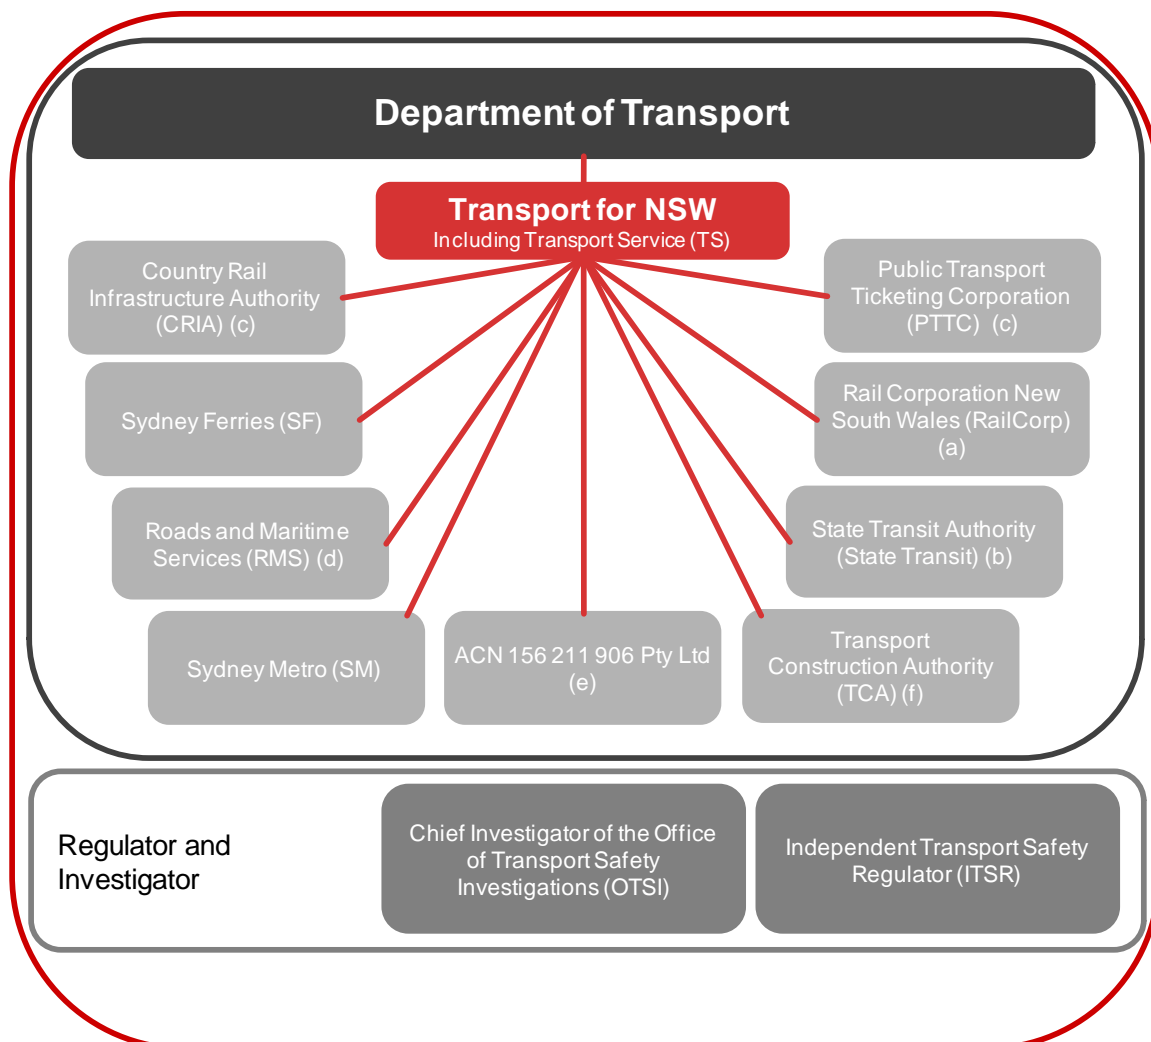 Department of Transport
Transport for NSW
Including Transport Service (TS)
Country Rail
Infrastructure Authority
(CRIA) (c)
Public Transport
Ticketing Corporation
(PTTC) (c)
Sydney Ferries (SF)
Rail Corporation New
South Wales (RailCorp)
(a)
Roads and Maritime
Services (RMS) (d)
State Transit Authority
(State Transit) (b)
Sydney Metro (SM)
ACN 156 211 906 Pty Ltd
(e)
Transport
Construction Authority
(TCA) (f)
Regulator and
Investigator
Chief Investigator of the Office
of Transport Safety
Investigations (OTSI)
Independent Transport Safety
Regulator (ITSR)